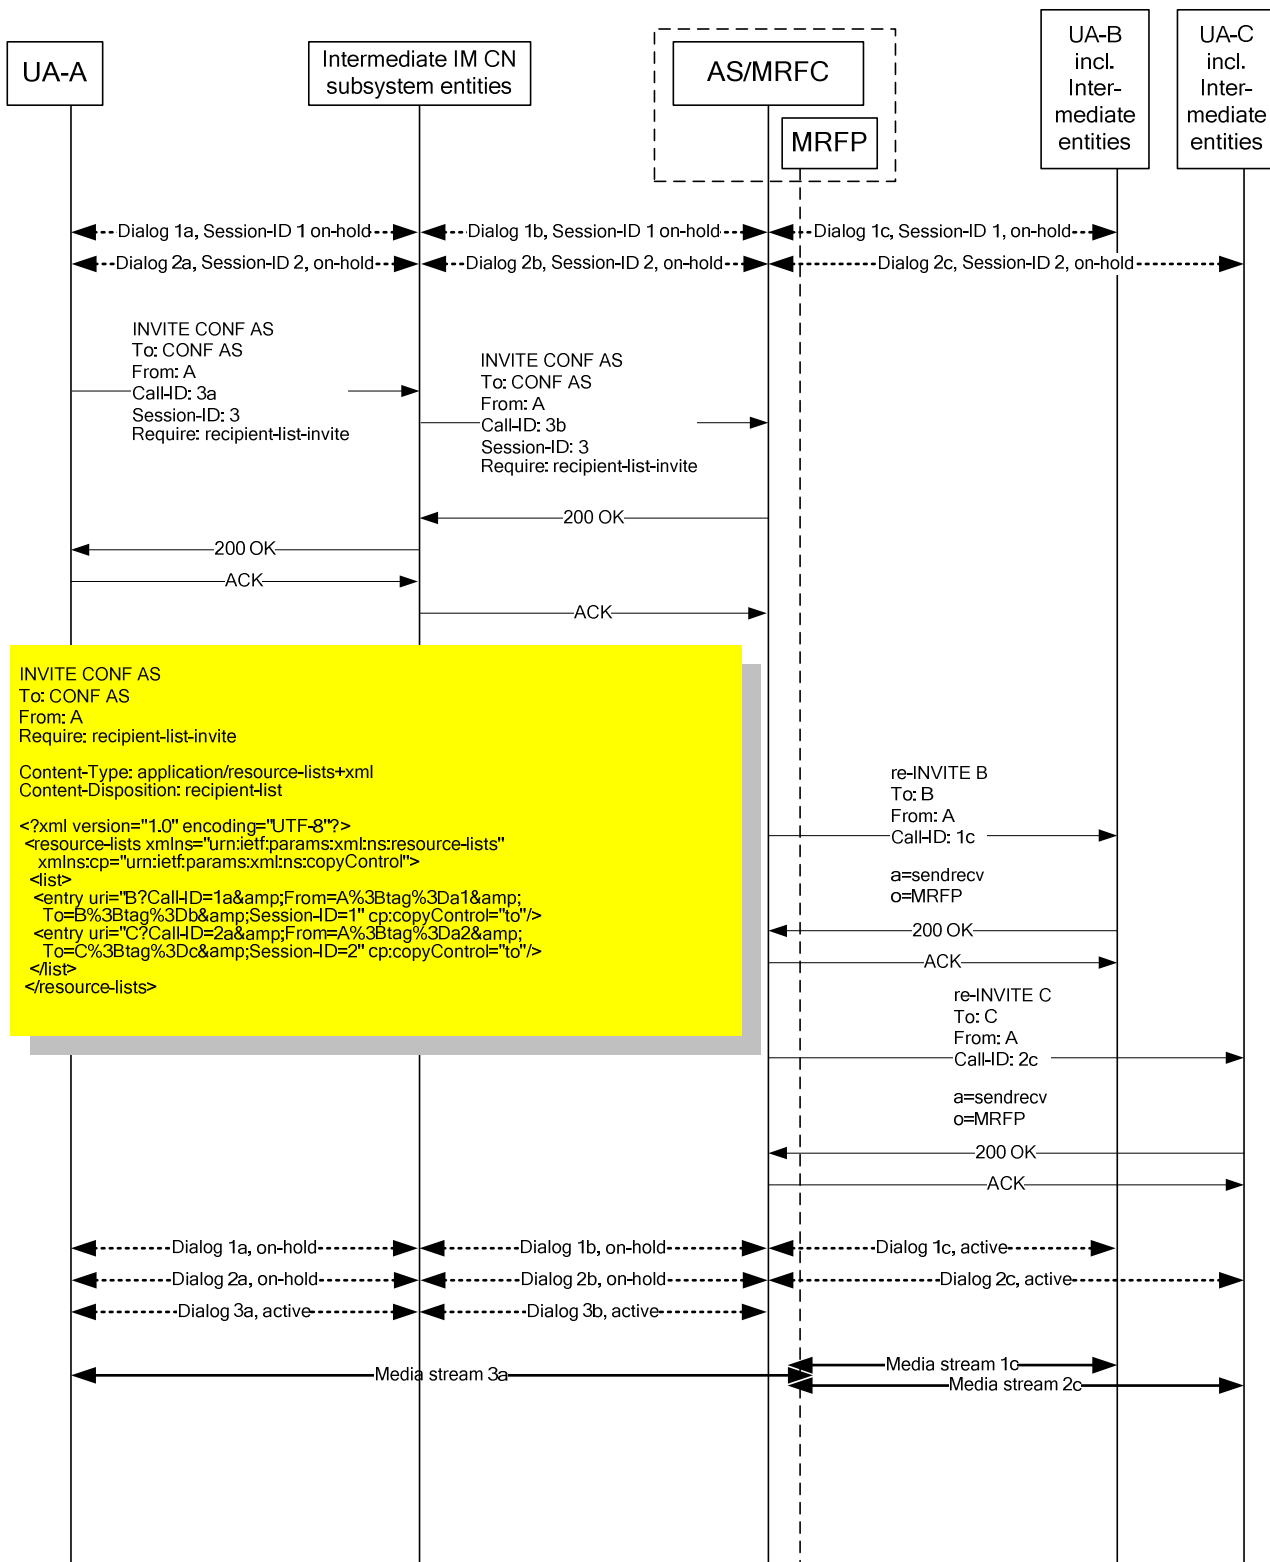 UA-A
Intermediate IM CN
subsystem entities
AS/MRFC
MRFP
UA-B
incl.
Inter-
mediate
entities
UA-C
incl.
Inter-
mediate
entities
Dialog 1a, Session-ID 1 on-hold
Dialog 1b, Session-ID 1 on-hold
Dialog 1c, Session-ID 1, on-hold
Dialog 2a, Session-ID 2, on-hold
Dialog 2b, Session-ID 2, on-hold
Dialog 2c, Session-ID 2, on-hold
INVITE CONF AS
To: CONF AS
From: A
Call-ID: 3a
Session-ID: 3
Require: recipient-list-invite
INVITE CONF AS
To: CONF AS
From: A
Call-ID: 3b
Session-ID: 3
Require: recipient-list-invite
200 OK
200 OK
ACK
ACK
INVITE CONF AS
To: CONF AS
From: A
Require: recipient-list-invite
Content-Type: application/resource-lists+xml
Content-Disposition: recipient-list
<?xml version="1.0" encoding="UTF-8"?>
<resource-lists xmlns="urn:ietf:params:xml:ns:resource-lists"
xmlns:cp="urn:ietf:params:xml:ns:copyControl">
<list>
<entry uri="B?Call-ID=1a&amp;From=A%3Btag%3Da1&amp;
To=B%3Btag%3Db&amp;Session-ID=1" cp:copyControl="to"/>
<entry uri="C?Call-ID=2a&amp;From=A%3Btag%3Da2&amp;
To=C%3Btag%3Dc&amp;Session-ID=2" cp:copyControl="to"/>
</list>
</resource-lists>
re-INVITE B
To: B
From: A
Call-ID: 1c
a=sendrecv
o=MRFP
200 OK
ACK
re-INVITE C
To: C
From: A
Call-ID: 2c
a=sendrecv
o=MRFP
200 OK
ACK
Dialog 1a, on-hold
Dialog 1b, on-hold
Dialog 1c, active
Dialog 2a, on-hold
Dialog 2b, on-hold
Dialog 2c, active
Dialog 3a, active
Dialog 3b, active
Media stream 1c
Media stream 3a
Media stream 2c